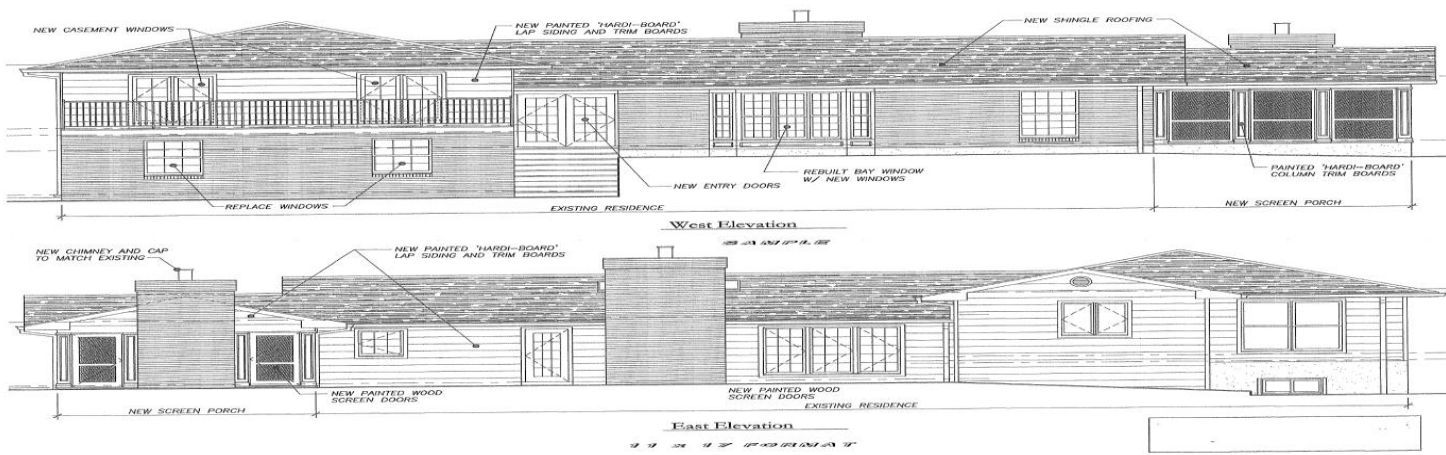 NEW CASEMENT WINDOWS
NEW PAINTED 'HARDI-BOARD'
LAP SIDING AND TRIM BOARDS
NEW SHINGLE ROOFING
REPLACE WINDOWS
NEW ENTRY DOORS
REBUILT BAY WINDOW
W/ NEW WINDOWS
PAINTED 'HARDI-BOARD'
COLUMN TRIM BOARDS
EXISTING RESIDENCE
NEW SCREEN PORCH
West Elevation
SAMPLE
NEW CHIMNEY AND CAP
TO MATCH EXISTING
NEW PAINTED 'HARDI-BOARD'
LAP SIDING AND TRIM BOARDS
NEW PAINTED WOOD
SCREEN DOORS
NEW PAINTED WOOD
SCREEN DOORS
NEW SCREEN PORCH
EXISTING RESIDENCE
East Elevation
11 x 17 FORMAT